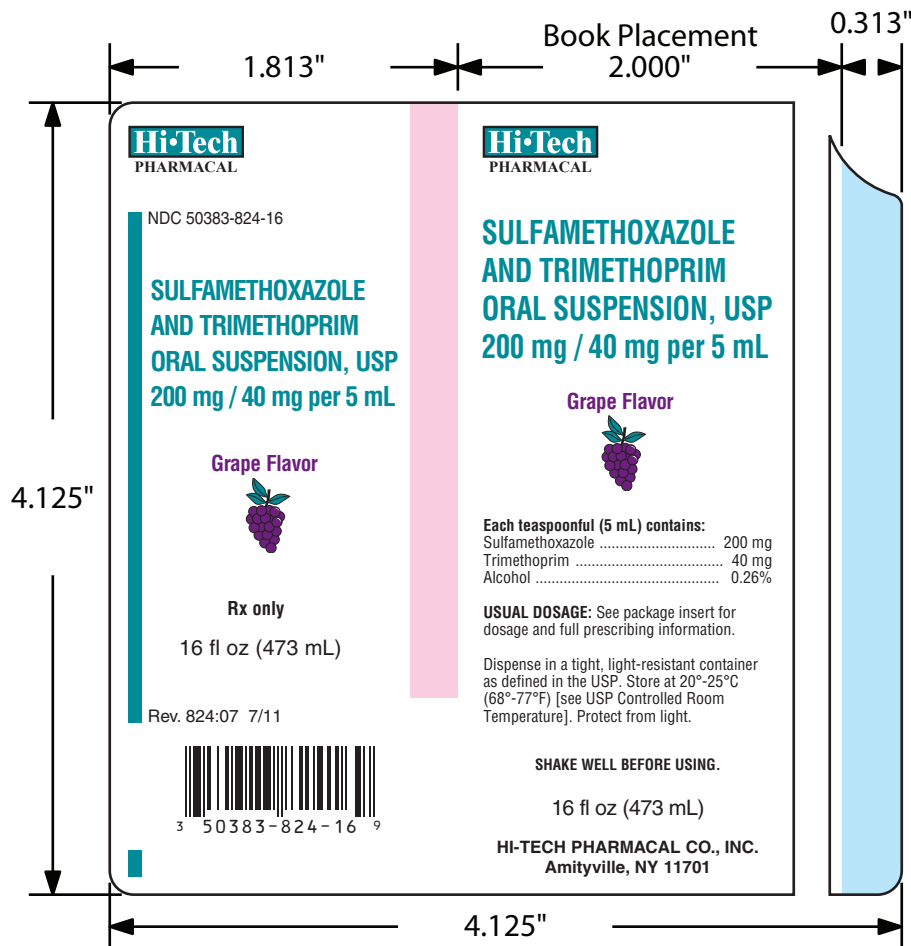 Book Placement
0.313"
1.813"
2.000"
4.125"
Hi•Tech
PHARMACAL
NDC 50383-824-16
SULFAMETHOXAZOLE
AND TRIMETHOPRIM
ORAL SUSPENSION, USP
200 mg / 40 mg per 5 mL
Grape Flavor
Rx only
16 fl oz (473 mL)
Rev. 824:07 7/11
3 50383-824-16 9
Hi•Tech
PHARMACAL
SULFAMETHOXAZOLE
AND TRIMETHOPRIM
ORAL SUSPENSION, USP
200 mg / 40 mg per 5 mL
Grape Flavor
Each teaspoonful (5 mL) contains:
Sulfamethoxazole ............................. 200 mg
Trimethoprim ..................................... 40 mg
Alcohol .............................................. 0.26%
USUAL DOSAGE: See package insert for
dosage and full prescribing information.
Dispense in a tight, light-resistant container
as defined in the USP. Store at 20°-25°C
(68°-77°F) [see USP Controlled Room
Temperature]. Protect from light.
SHAKE WELL BEFORE USING.
16 fl oz (473 mL)
HI-TECH PHARMACAL CO., INC.
Amityville, NY 11701
4.125"